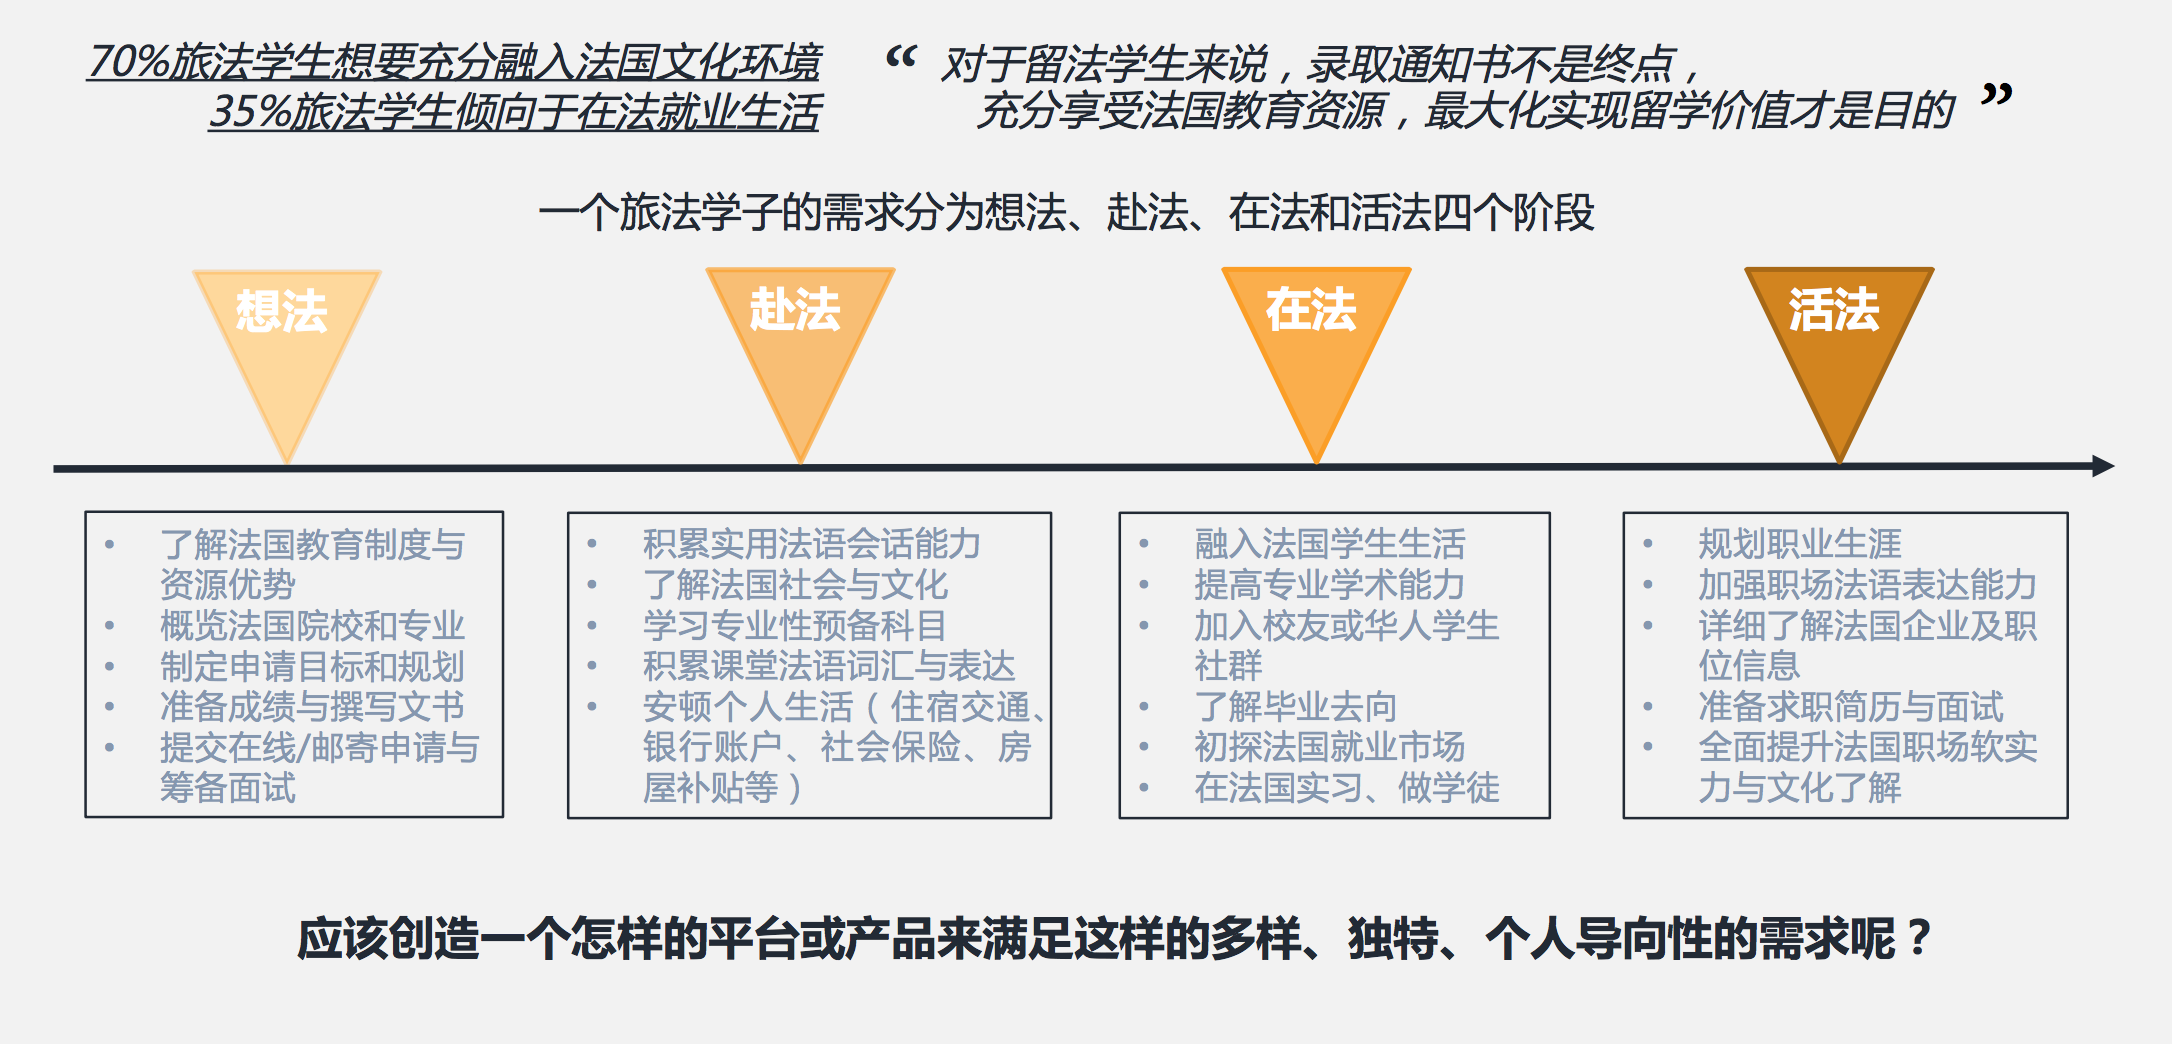 70%旅法学生想要充分融入法国文化环境
35%旅法学生倾向于在法就业生活
“ 对于留法学生来说，录取通知书不是终点，
充分享受法国教育资源，最大化实现留学价值才是目的 ”
一个旅法学子的需求分为想法、赴法、在法和活法四个阶段
想法
赴法
在法
活法
• 了解法国教育制度与
资源优势
• 概览法国院校和专业
• 制定申请目标和规划
• 准备成绩与撰写文书
• 提交在线/邮寄申请与
筹备面试
• 积累实用法语会话能力
• 了解法国社会与文化
• 学习专业性预备科目
• 积累课堂法语词汇与表达
• 安顿个人生活（住宿交通、
银行账户、社会保险、房
屋补贴等）
• 融入法国学生生活
• 提高专业学术能力
• 加入校友或华人学生
社群
• 了解毕业去向
• 初探法国就业市场
• 在法国实习、做学徒
• 规划职业生涯
• 加强职场法语表达能力
• 详细了解法国企业及职
位信息
• 准备求职简历与面试
• 全面提升法国职场软实
力与文化了解
应该创造一个怎样的平台或产品来满足这样的多样、独特、个人导向性的需求呢？